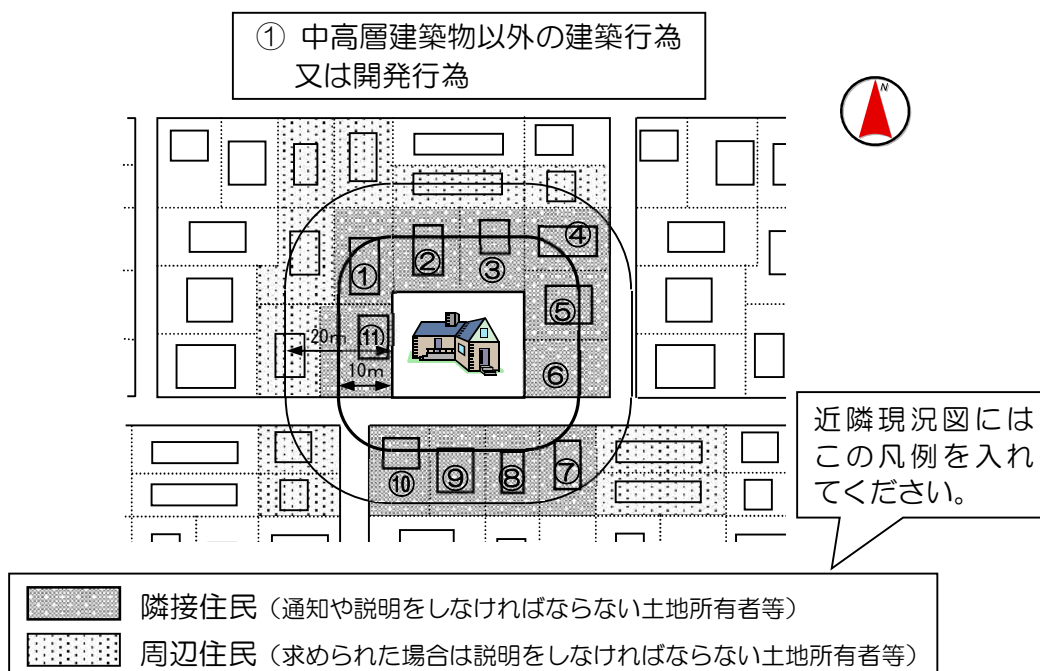 ① 中高層建築物以外の建築行為
又は開発行為
N
④
②
③
①
⑤
⑪
20m
10m
⑥
⑦
⑩
⑨
⑧
近隣現況図には
この凡例を入れ
てください。
隣接住民（通知や説明をしなければならない土地所有者等）
周辺住民（求められた場合は説明をしなければならない土地所有者等）